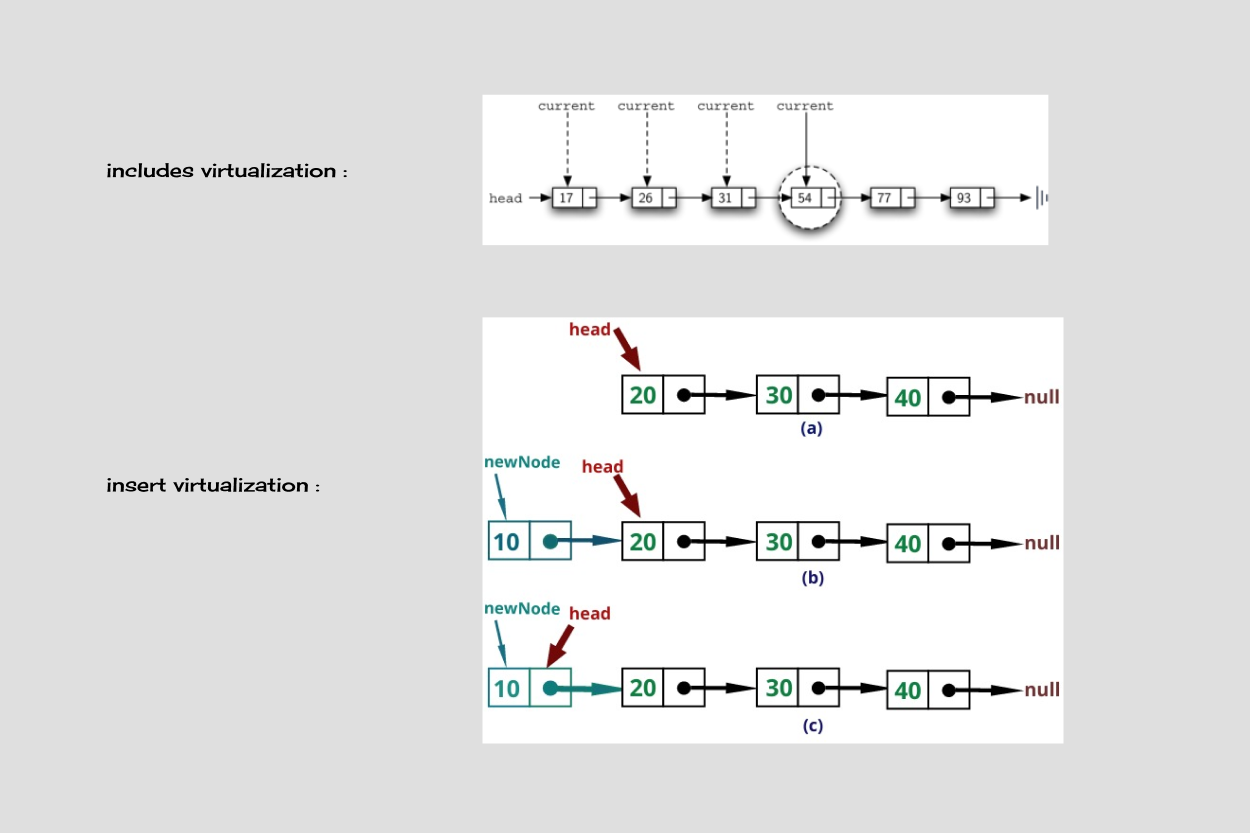 current current current current
includes virtualization :
head 17 26 31 54 77 93
head
20 30 40 null
(a)
newNode head
insert virtualization :
10 20 30 40 null
(b)
newNode head
10 20 30 40 null
(c)